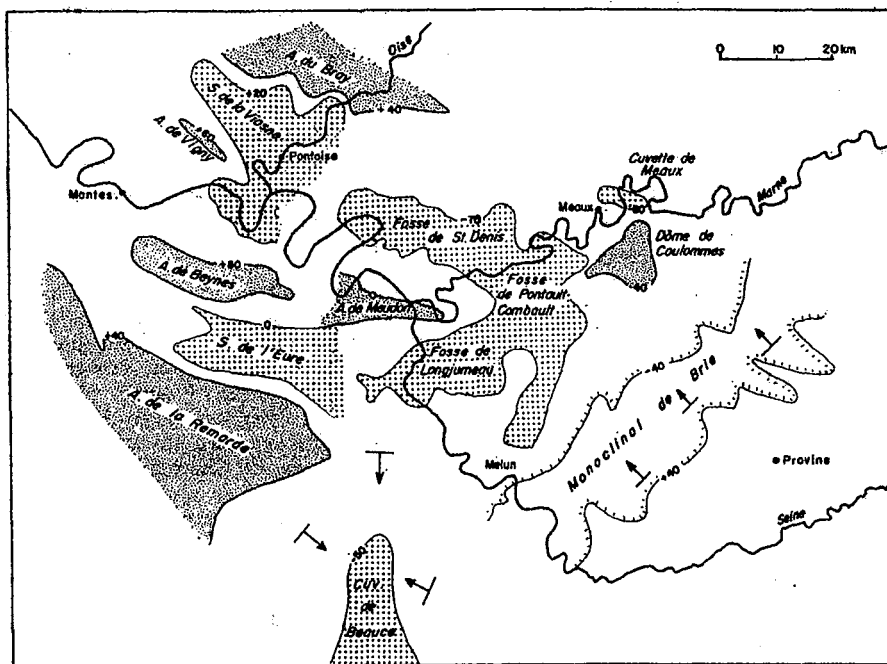 0 10 20 km
Oise
A. du Bray
+20
+40
S. de la Viosne
+60
A. de Vigny
Pontoise
Mantes
Cuvette de
Meaux
Meaux
-80
Marne
-70
Fosse
de St. Denis
Dôme de
Coulommes
-40
+80
A. de Beynes
Fosse
de Pontault-
Combault
A. de Meudon
0
S. de l'Eure
Fosse de
Longjumeau
+40
A. de la Remarde
-40
Monoclinal de Brie
+40
Melun
Provins
Seine
-50
CUV.
de
Beauce